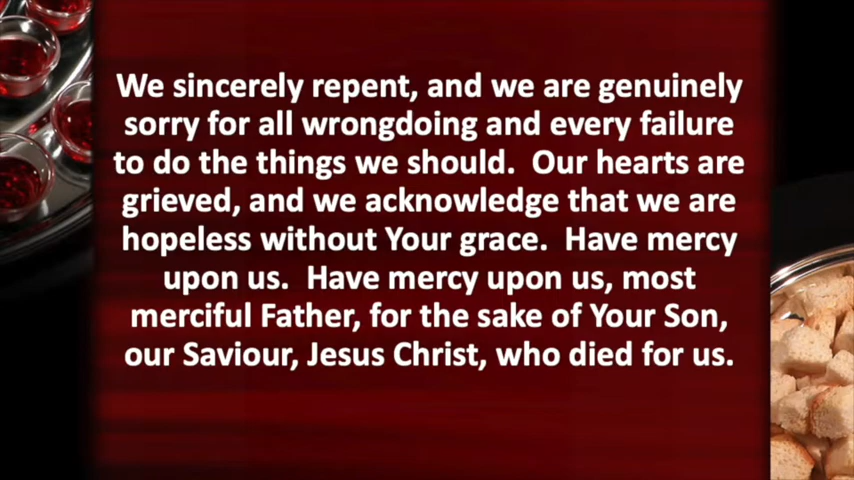 We sincerely repent, and we are genuinely
sorry for all wrongdoing and every failure
to do the things we should.  Our hearts are
grieved, and we acknowledge that we are
hopeless without Your grace.  Have mercy
upon us.  Have mercy upon us, most
merciful Father, for the sake of Your Son,
our Saviour, Jesus Christ, who died for us.